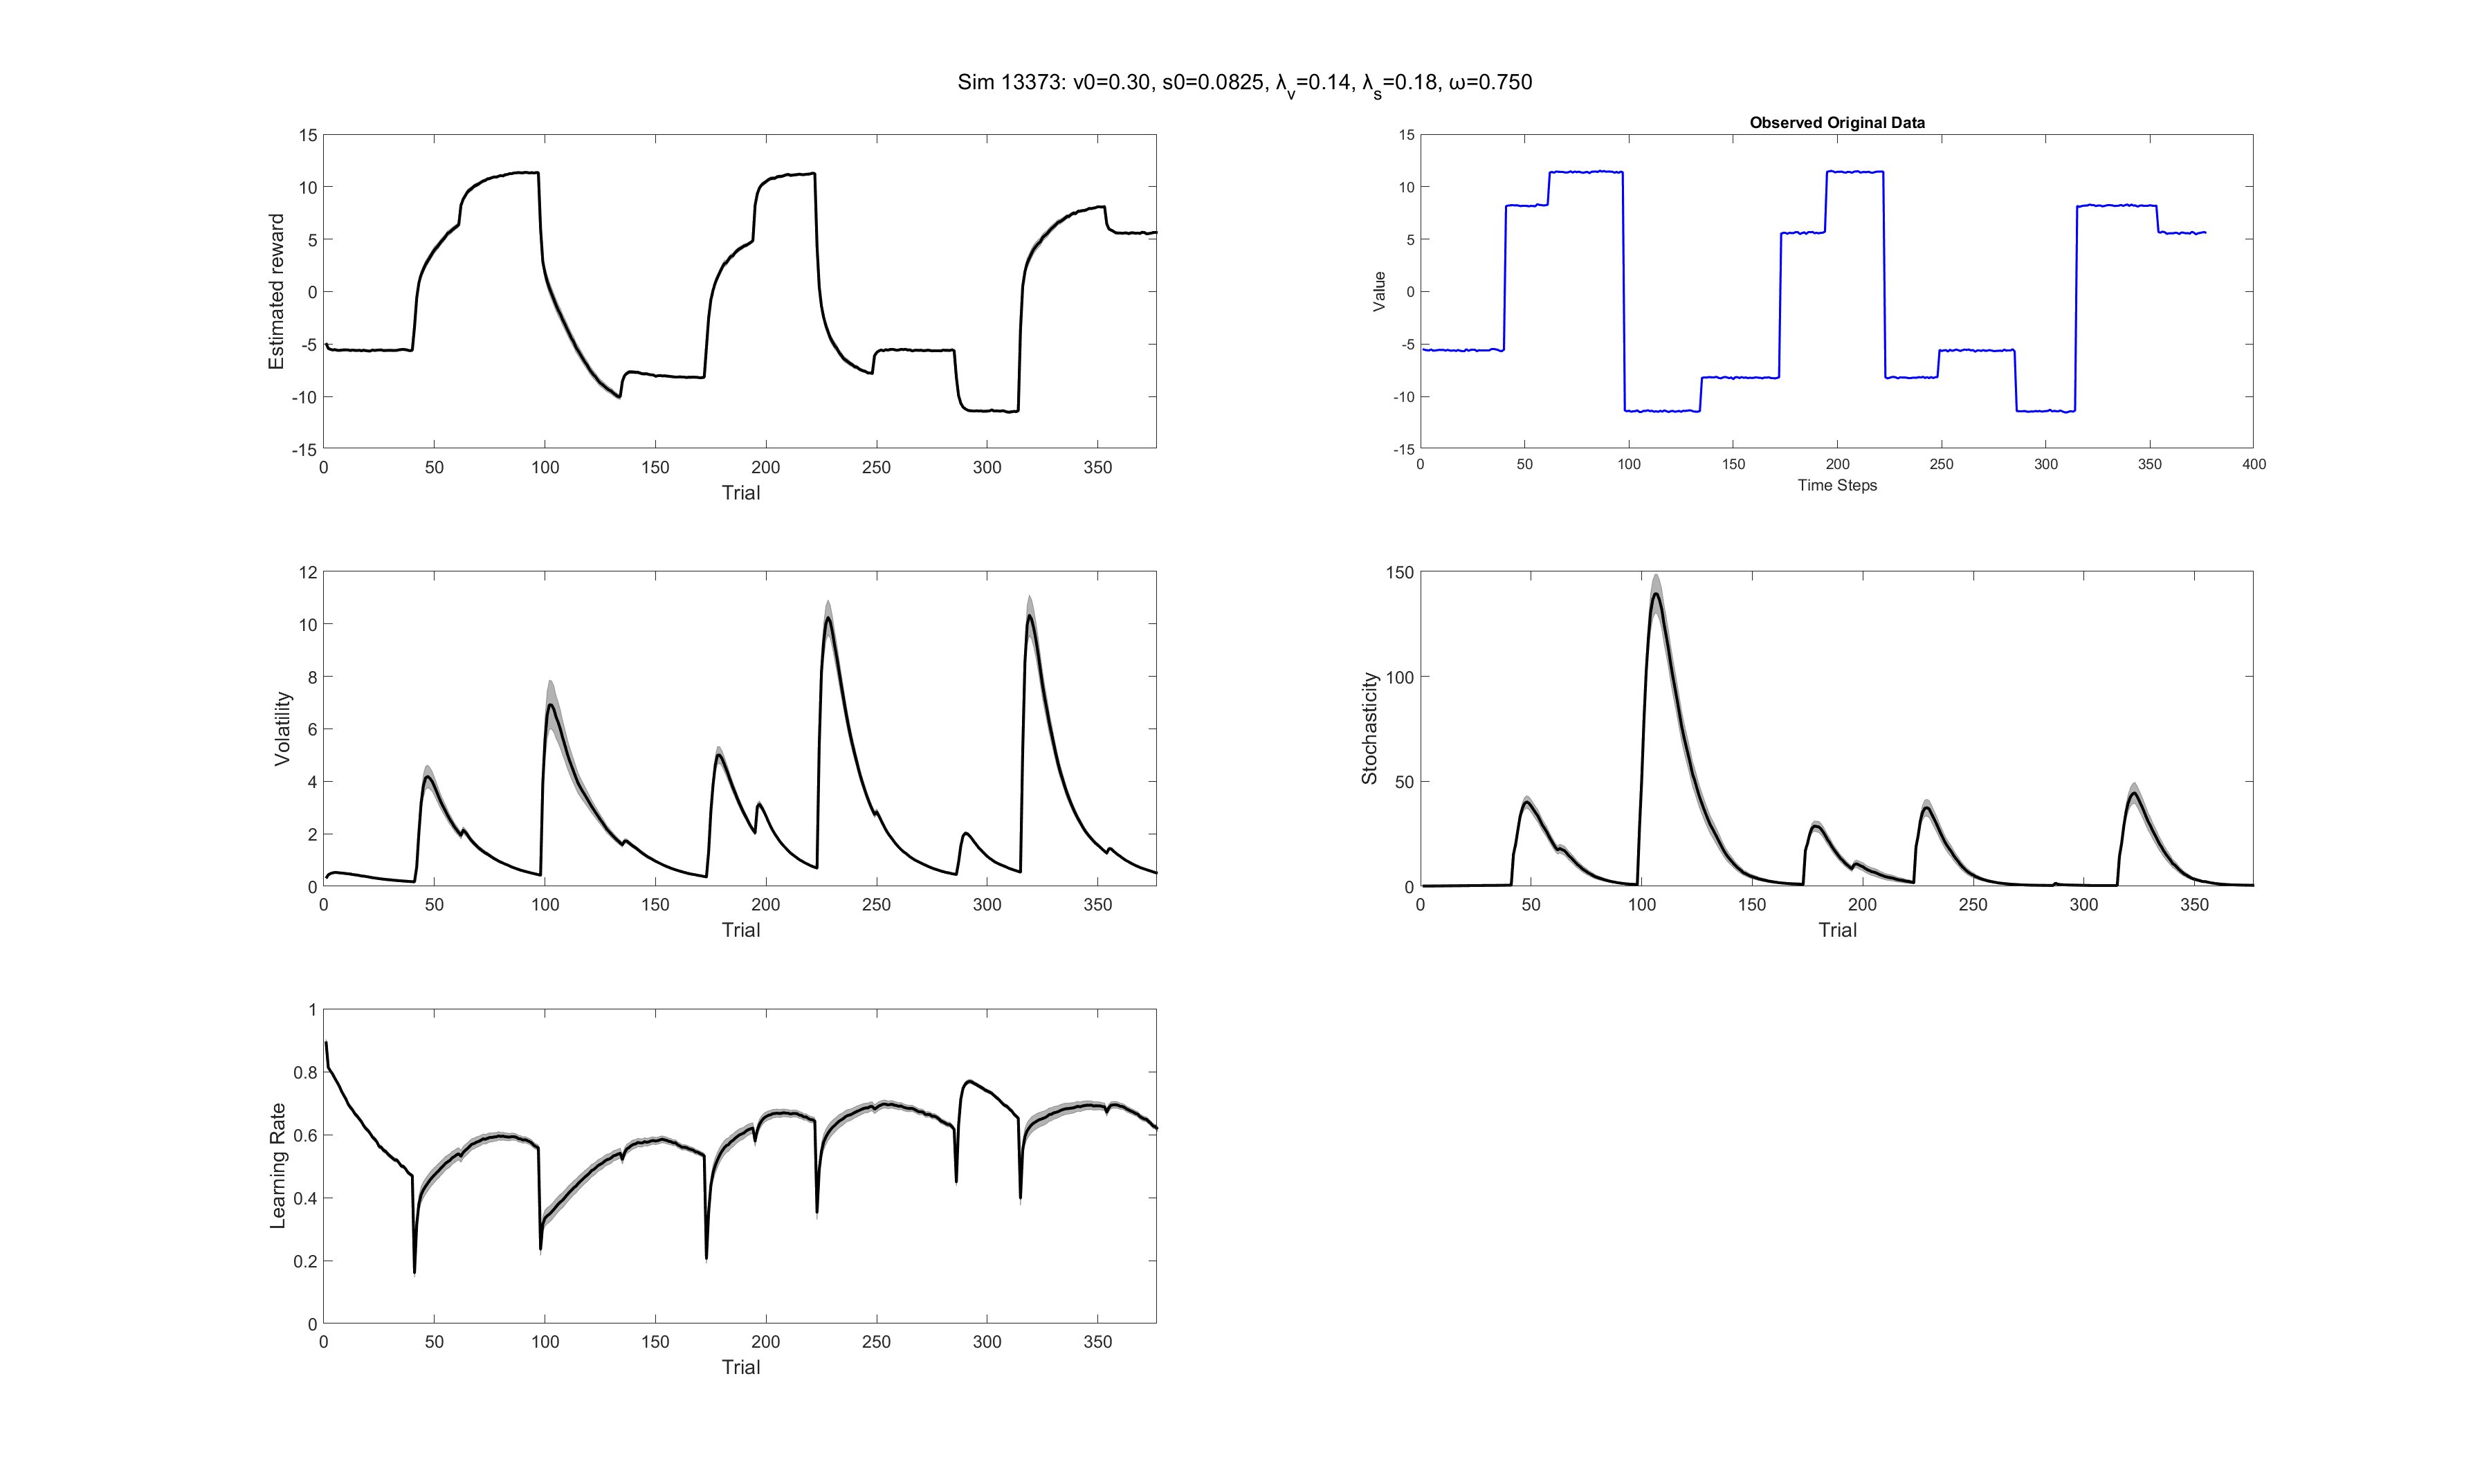 Sim 13373: v0=0.30, s0=0.0825, λv=0.14, λs=0.18, ω=0.750
15
10
5
0
-5
-10
-15
Estimated reward
0 50 100 150 200 250 300 350
Trial
Observed Original Data
15
10
5
0
-5
-10
-15
Value
0 50 100 150 200 250 300 350 400
Time Steps
12
10
8
6
4
2
0
Volatility
0 50 100 150 200 250 300 350
Trial
150
100
50
0
Stochasticity
0 50 100 150 200 250 300 350
Trial
1
0.8
0.6
0.4
0.2
0
Learning Rate
0 50 100 150 200 250 300 350
Trial